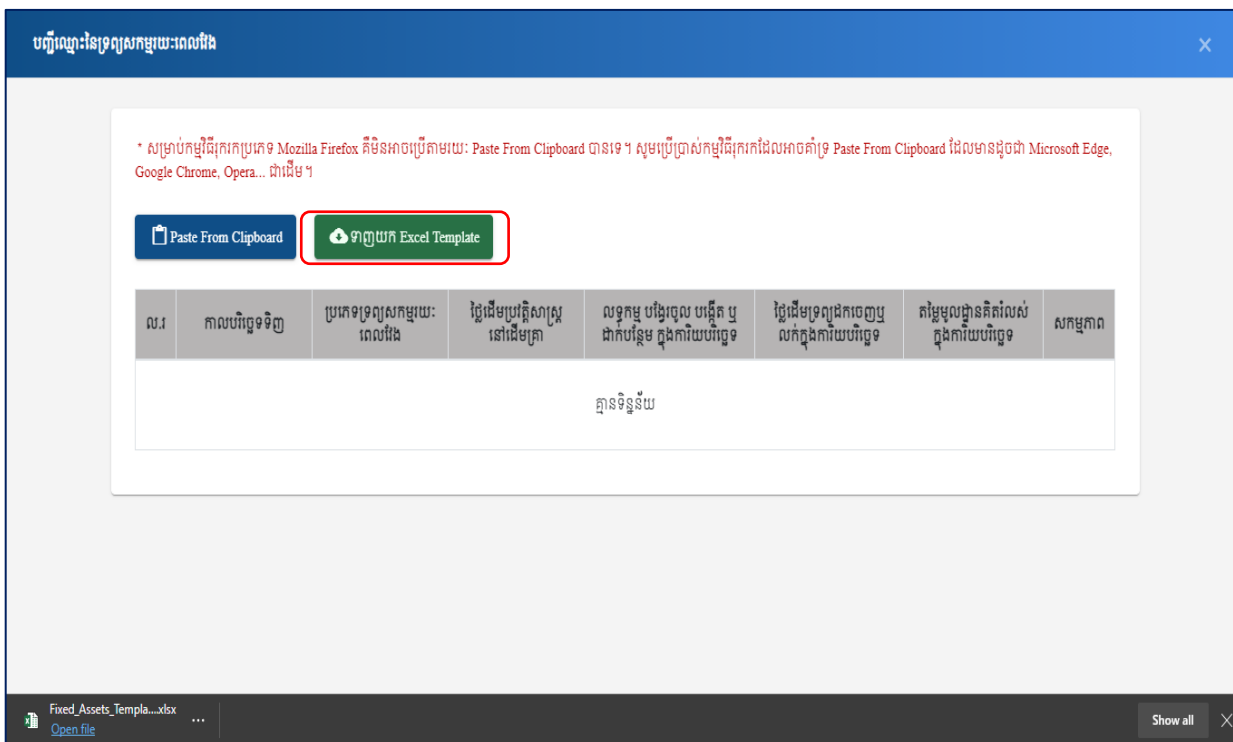 បញ្ជីឈ្មោះនៃទ្រព្យសកម្មរយៈពេលវែង
* សម្រាប់កម្មវិធីរុករកប្រភេទ Mozilla Firefox គឺមិនអាចប្រើតាមរយៈ Paste From Clipboard បានទេ។ សូមប្រើប្រាស់កម្មវិធីរុករកដែលអាចគាំទ្រ Paste From Clipboard ដែលមានដូចជា Microsoft Edge,
Google Chrome, Opera... ជាដើម។
Paste From Clipboard
ទាញយក Excel Template
ល.រ
កាលបរិច្ឆេទទិញ
ប្រភេទទ្រព្យសកម្មរយៈ
ពេលវែង
ថ្លៃដើមប្រវត្តិសាស្ត្រ
នៅដើមគ្រា
លទ្ធកម្ម បង្វែរចូល បង្កើត ឬ
ដាក់បន្ថែម ក្នុងការិយបរិច្ឆេទ
ថ្លៃដើមទ្រព្យដកចេញឬ
លក់ក្នុងការិយបរិច្ឆេទ
តម្លៃមូលដ្ឋានគិតរំលស់
ក្នុងការិយបរិច្ឆេទ
សកម្មភាព
គ្មានទិន្នន័យ
Fixed_Assets_Templa....xlsx
Open file
Show all